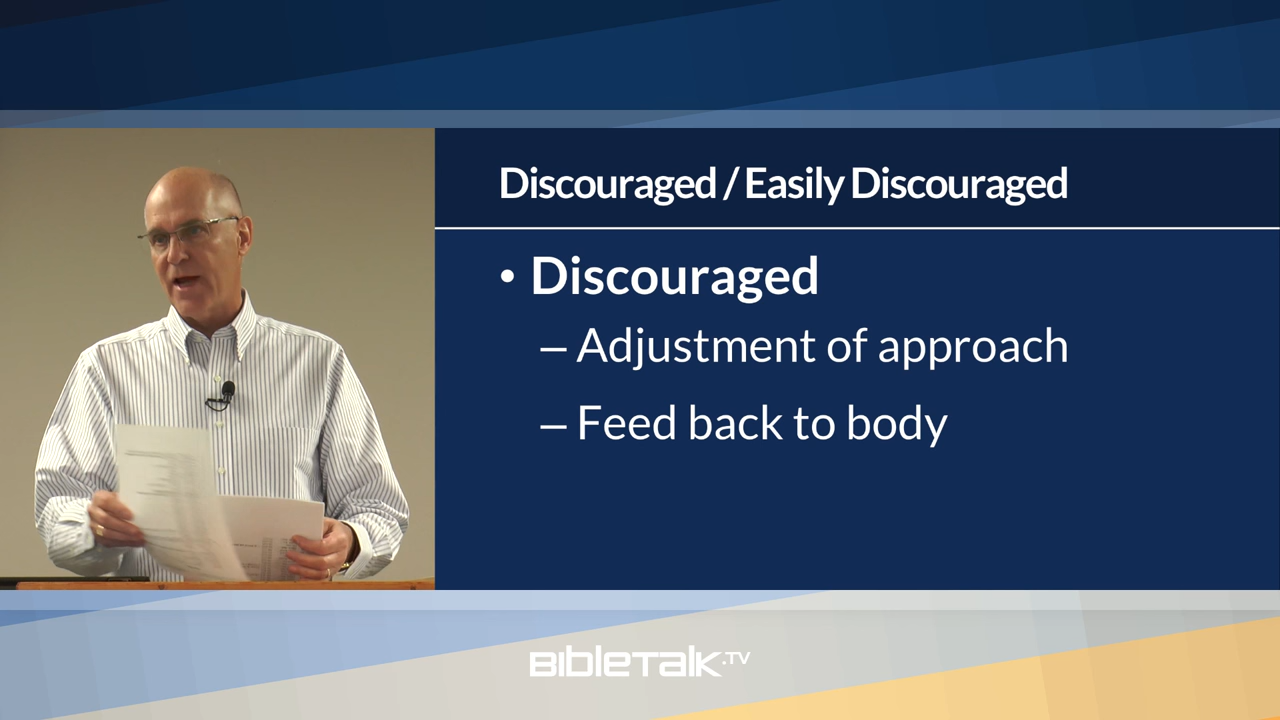 Discouraged / Easily Discouraged
• Discouraged
– Adjustment of approach
– Feed back to body
BibleTalk.TV